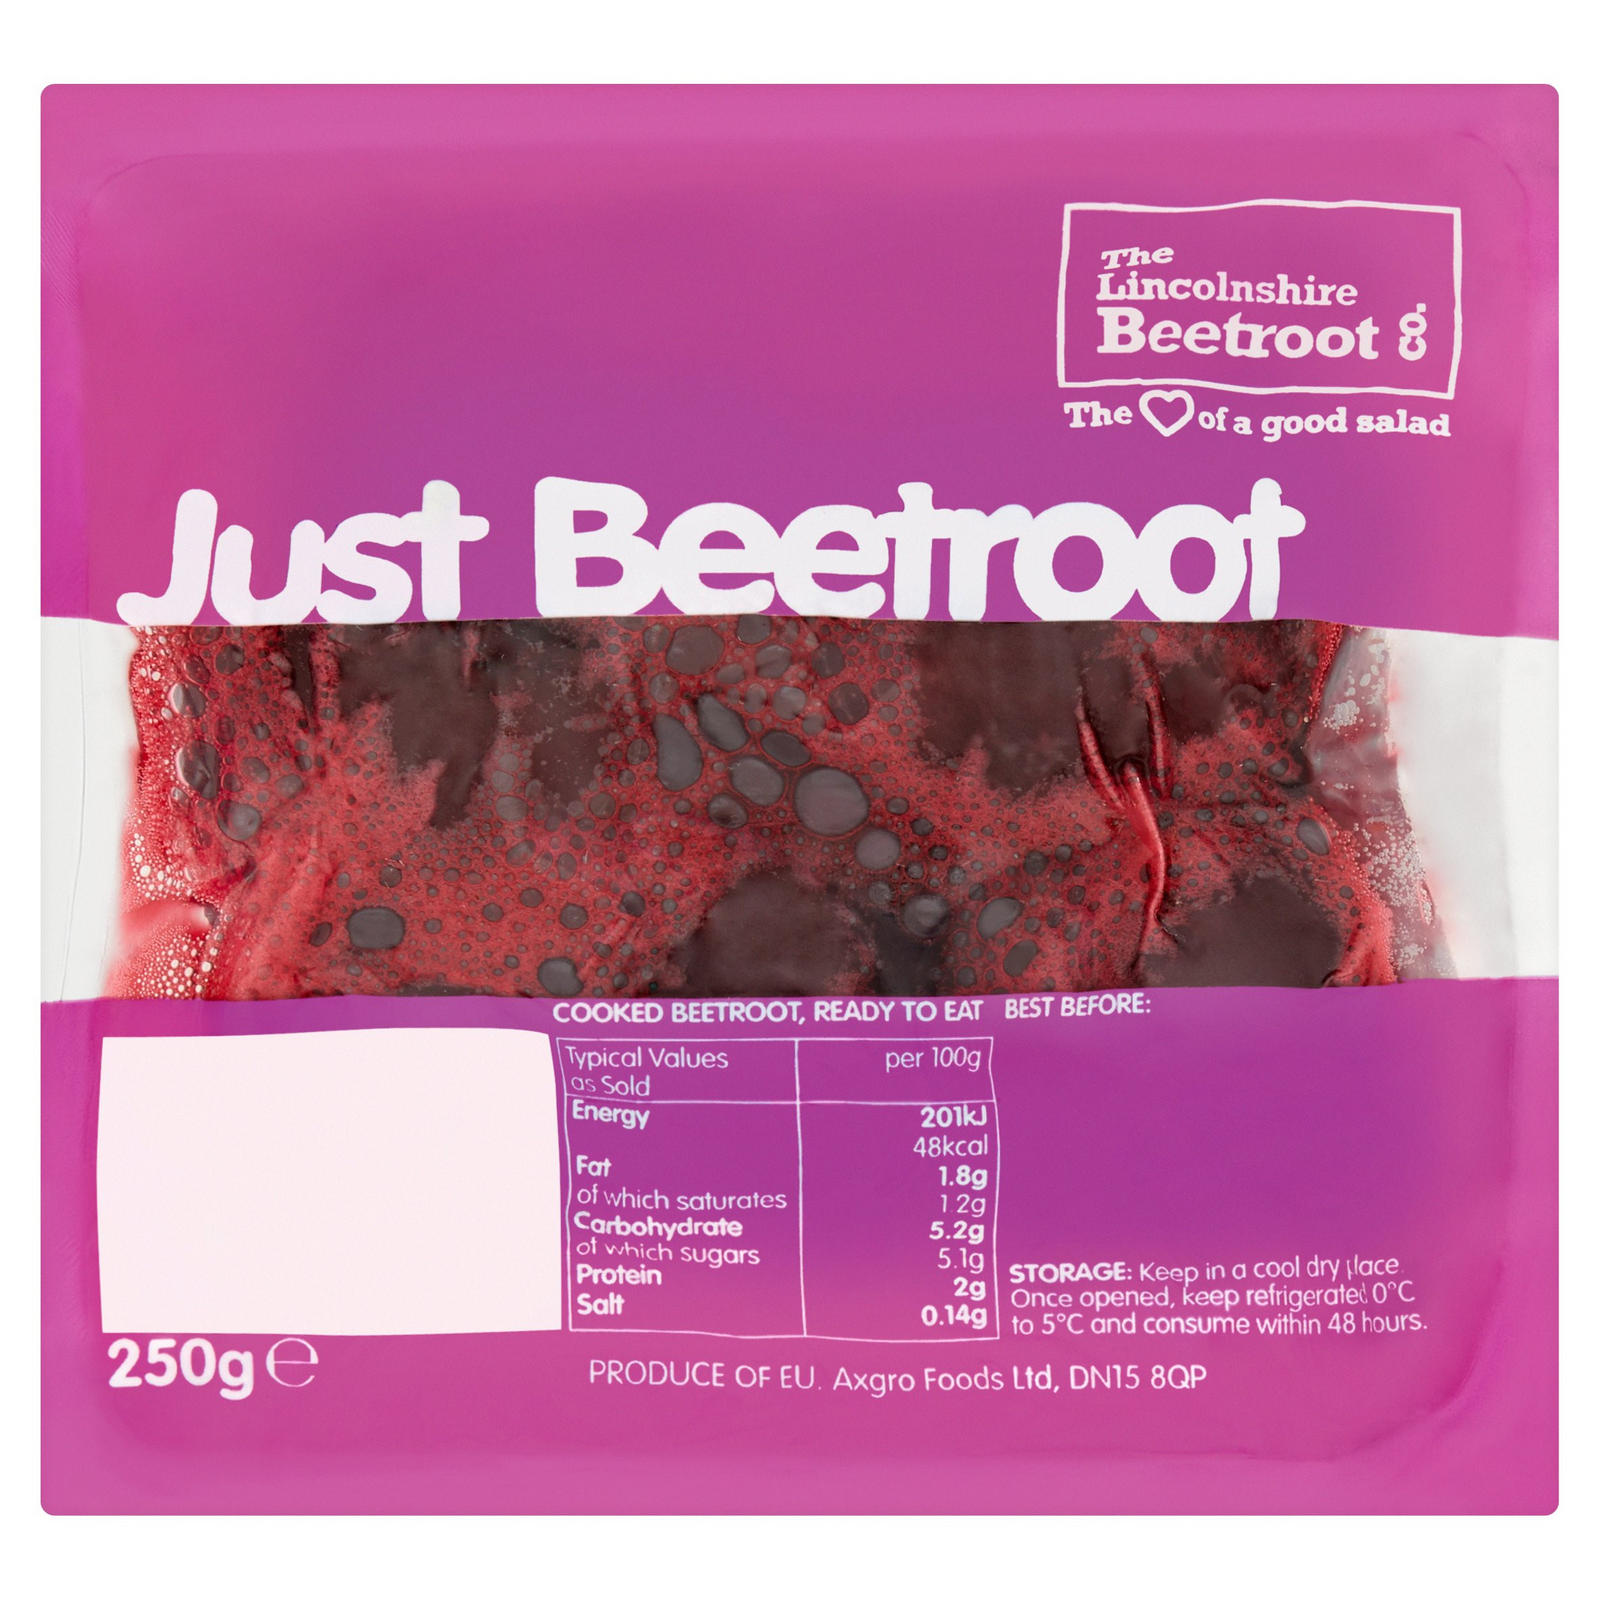 The
Lincolnshire
Beetroot co.
The of a good salad
Just Beetroot
COOKED BEETROOT, READY TO EAT BEST BEFORE:
Typical Values per 100g
as Sold
Energy 201kJ
48kcal
Fat 1.8g
of which saturates 1.2g
Carbohydrate 5.2g
of which sugars 5.1g
Protein 2g
Salt 0.14g
STORAGE: Keep in a cool dry place.
Once opened, keep refrigerated 0°C
to 5°C and consume within 48 hours.
250g e
PRODUCE OF EU. Axgro Foods Ltd, DN15 8QP